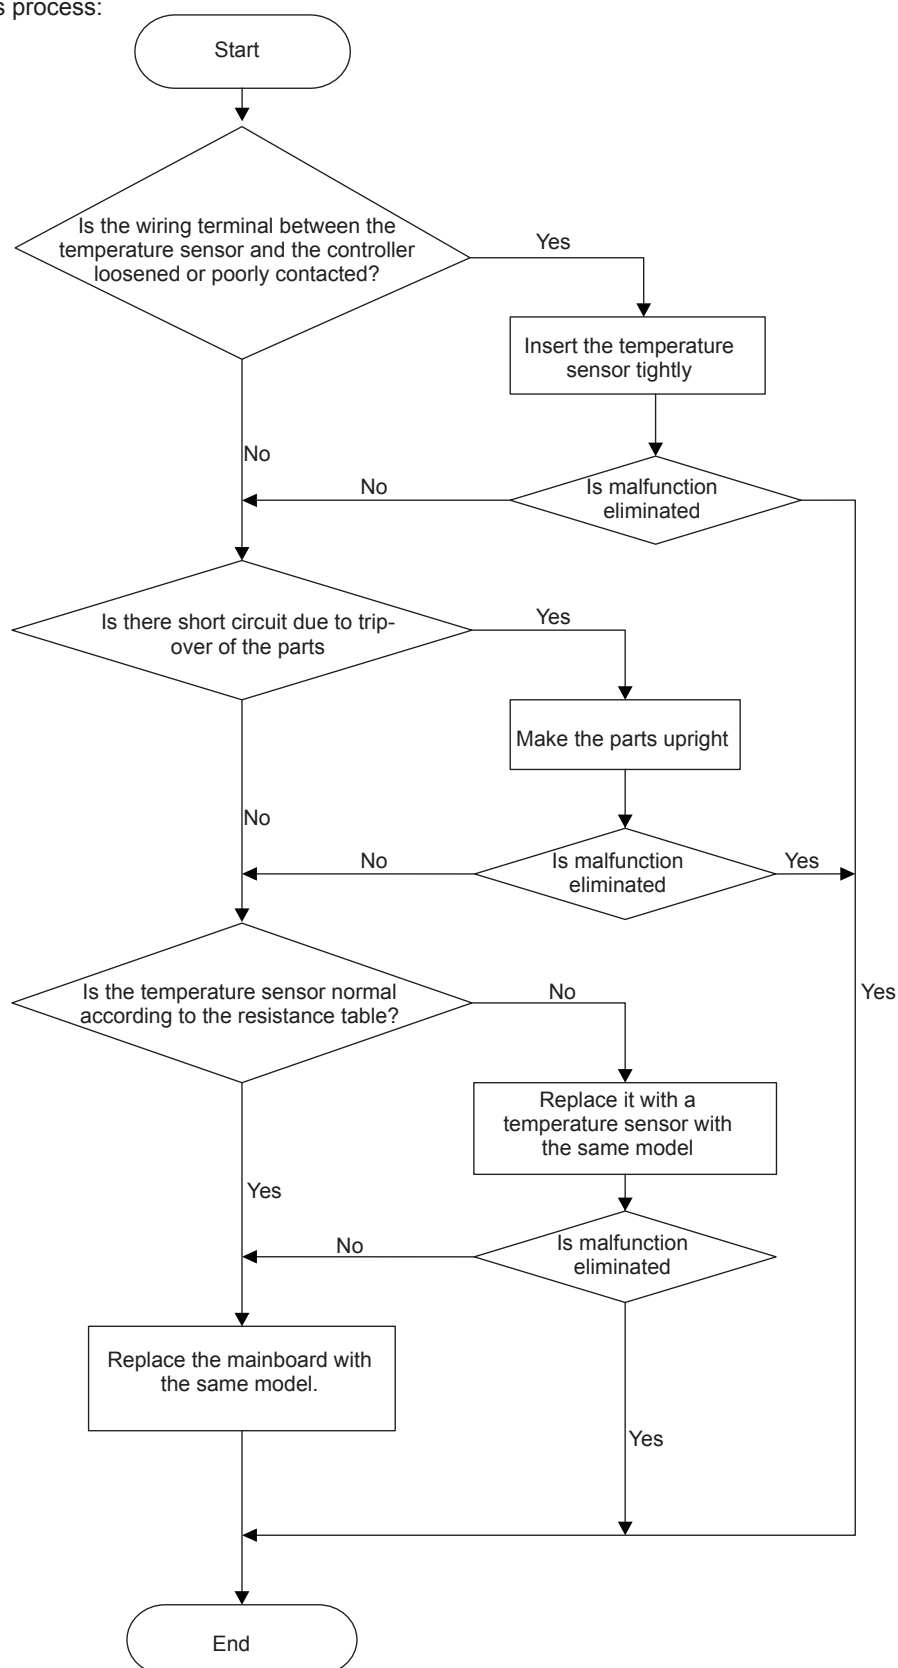 s process:
Start
Is the wiring terminal between the
temperature sensor and the controller
loosened or poorly contacted?
Yes
Insert the temperature
sensor tightly
No
No
Is malfunction
eliminated
Is there short circuit due to trip-
over of the parts
Yes
Make the parts upright
No
No
Is malfunction
eliminated
Yes
Is the temperature sensor normal
according to the resistance table?
No
Yes
Replace it with a
temperature sensor with
the same model
Yes
No
Is malfunction
eliminated
Replace the mainboard with
the same model.
Yes
End